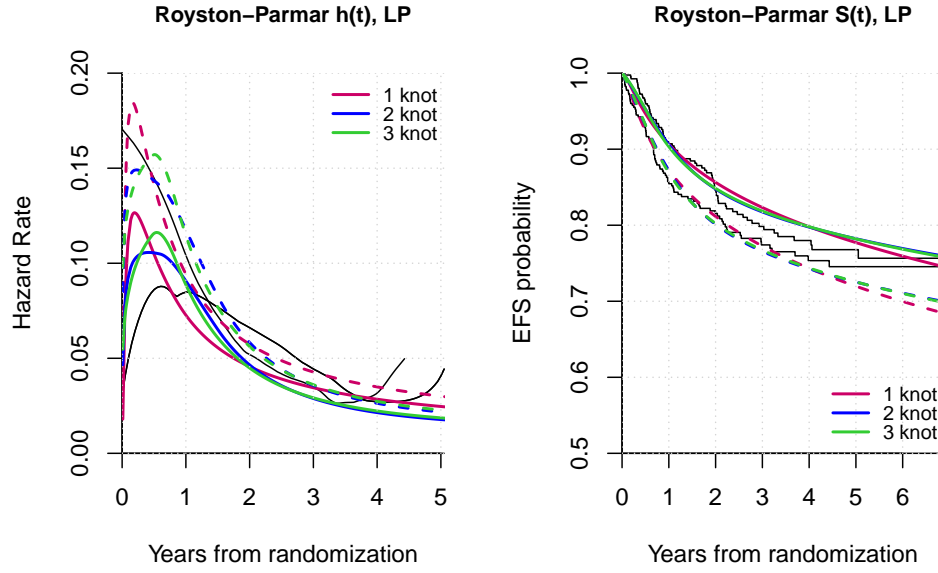 Royston−Parmar h(t), LP
Hazard Rate
0.20
0.15
0.10
0.05
0.00
1 knot
2 knot
3 knot
0 1 2 3 4 5
Years from randomization
Royston−Parmar S(t), LP
EFS probability
1.0
0.9
0.8
0.7
0.6
0.5
1 knot
2 knot
3 knot
0 1 2 3 4 5 6
Years from randomization